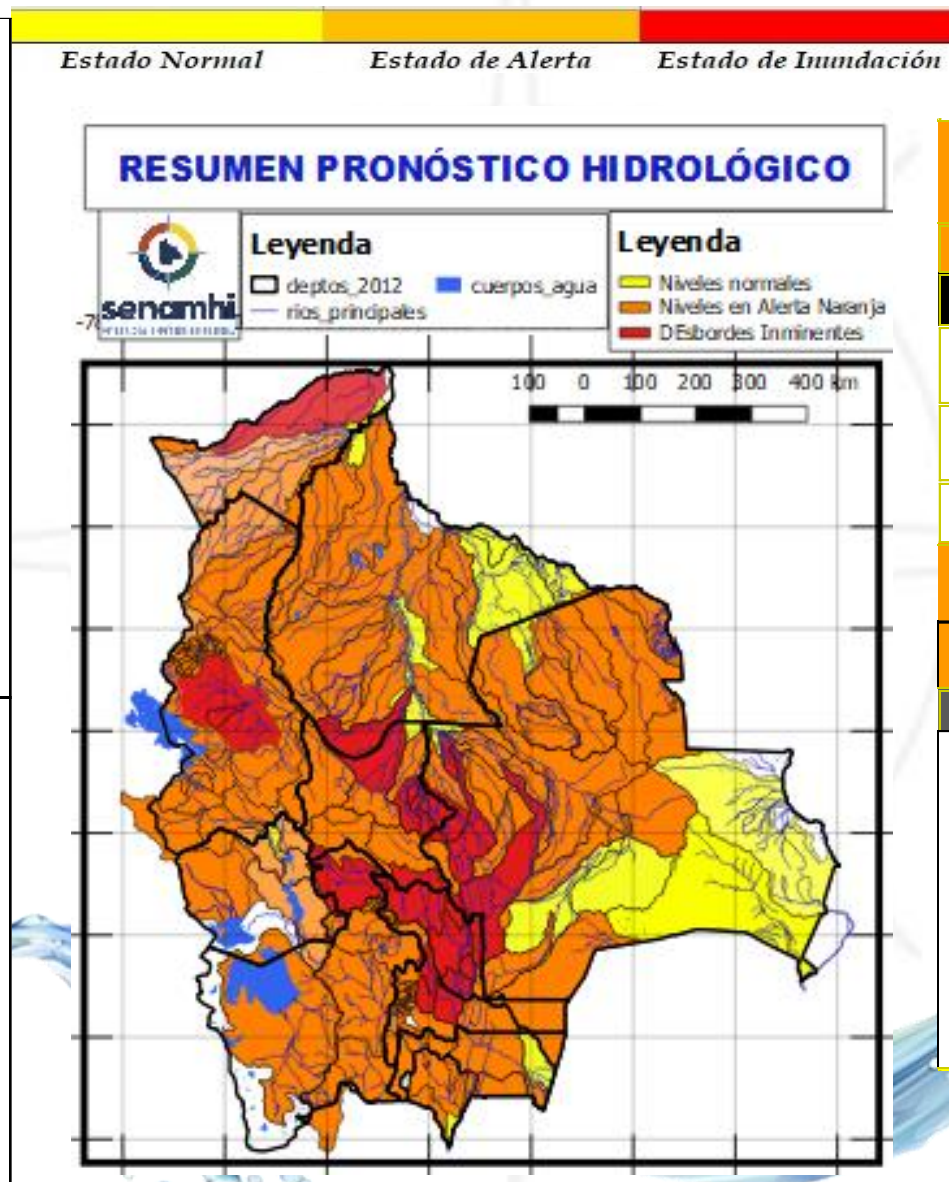 Estado Normal Estado de Alerta Estado de Inundación
RESUMEN PRONÓSTICO HIDROLÓGICO
senamhi
Leyenda
deptos_2012 cuerpos_agua
rios_principales
Leyenda
Niveles normales
Niveles en Alerta Naranja
DEsbordes Inminentes
100 0 100 200 300 400 km